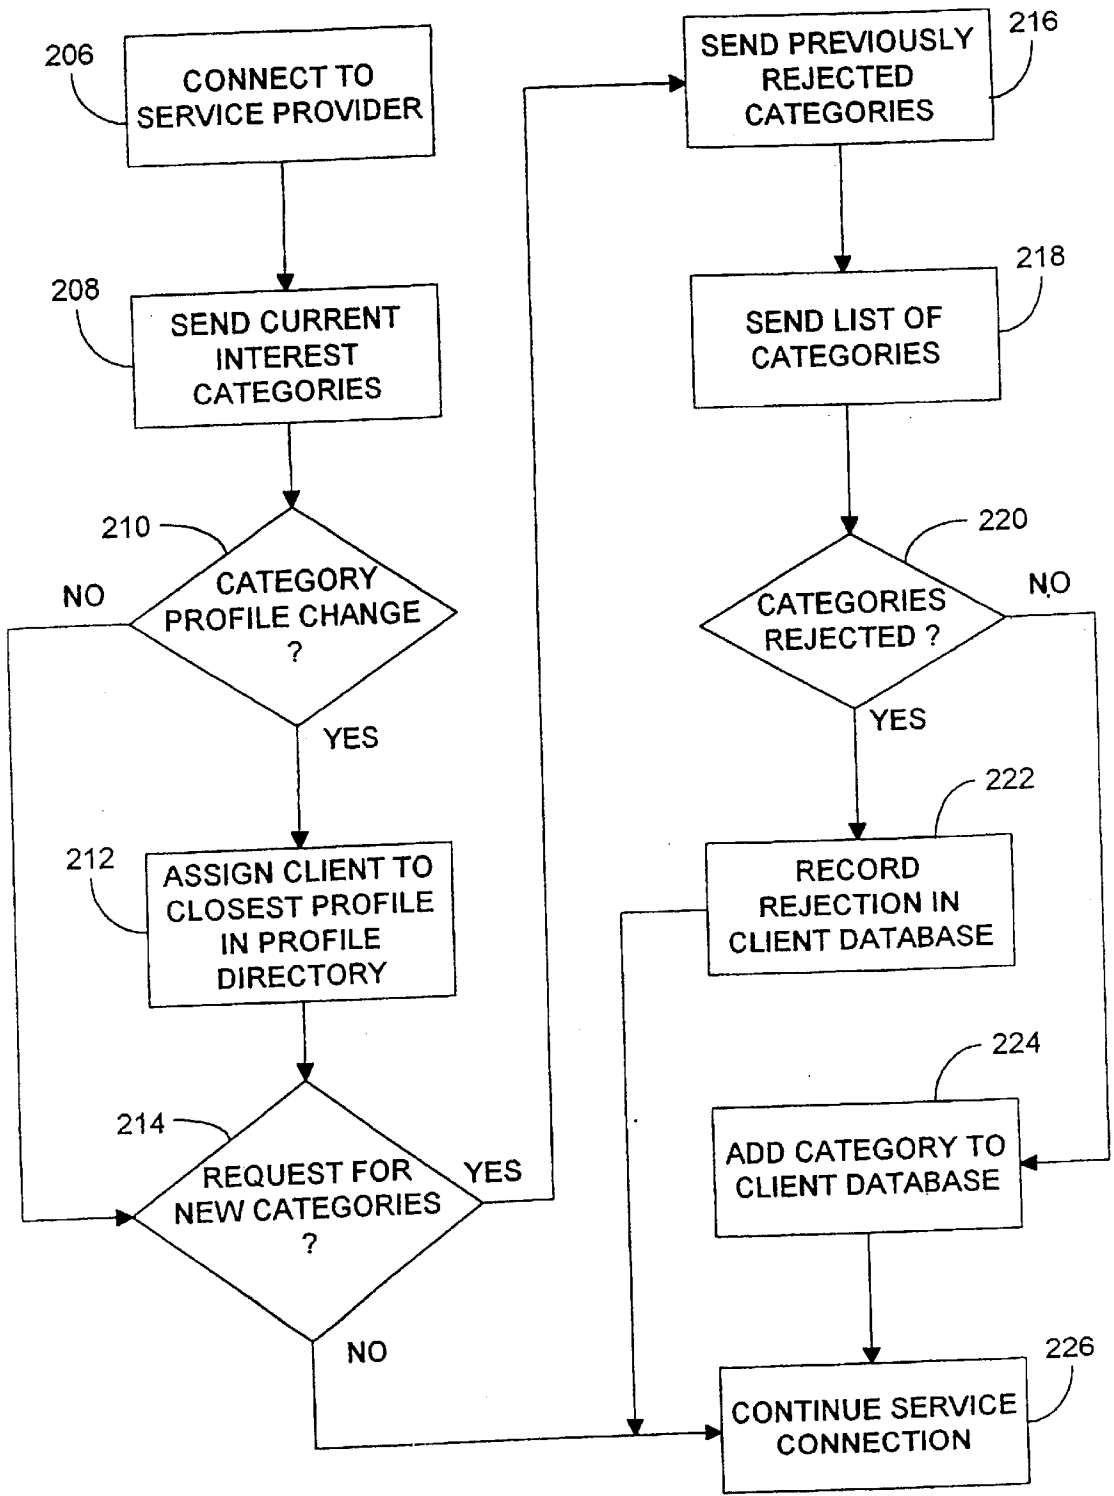 206
CONNECT TO
SERVICE PROVIDER
208
SEND CURRENT
INTEREST
CATEGORIES
210
NO
CATEGORY
PROFILE CHANGE
?
YES
212
ASSIGN CLIENT TO
CLOSEST PROFILE
IN PROFILE
DIRECTORY
214
REQUEST FOR
NEW CATEGORIES
?
YES
NO
216
SEND PREVIOUSLY
REJECTED
CATEGORIES
218
SEND LIST OF
CATEGORIES
220
NO
CATEGORIES
REJECTED ?
YES
222
RECORD
REJECTION IN
CLIENT DATABASE
224
ADD CATEGORY TO
CLIENT DATABASE
226
CONTINUE SERVICE
CONNECTION